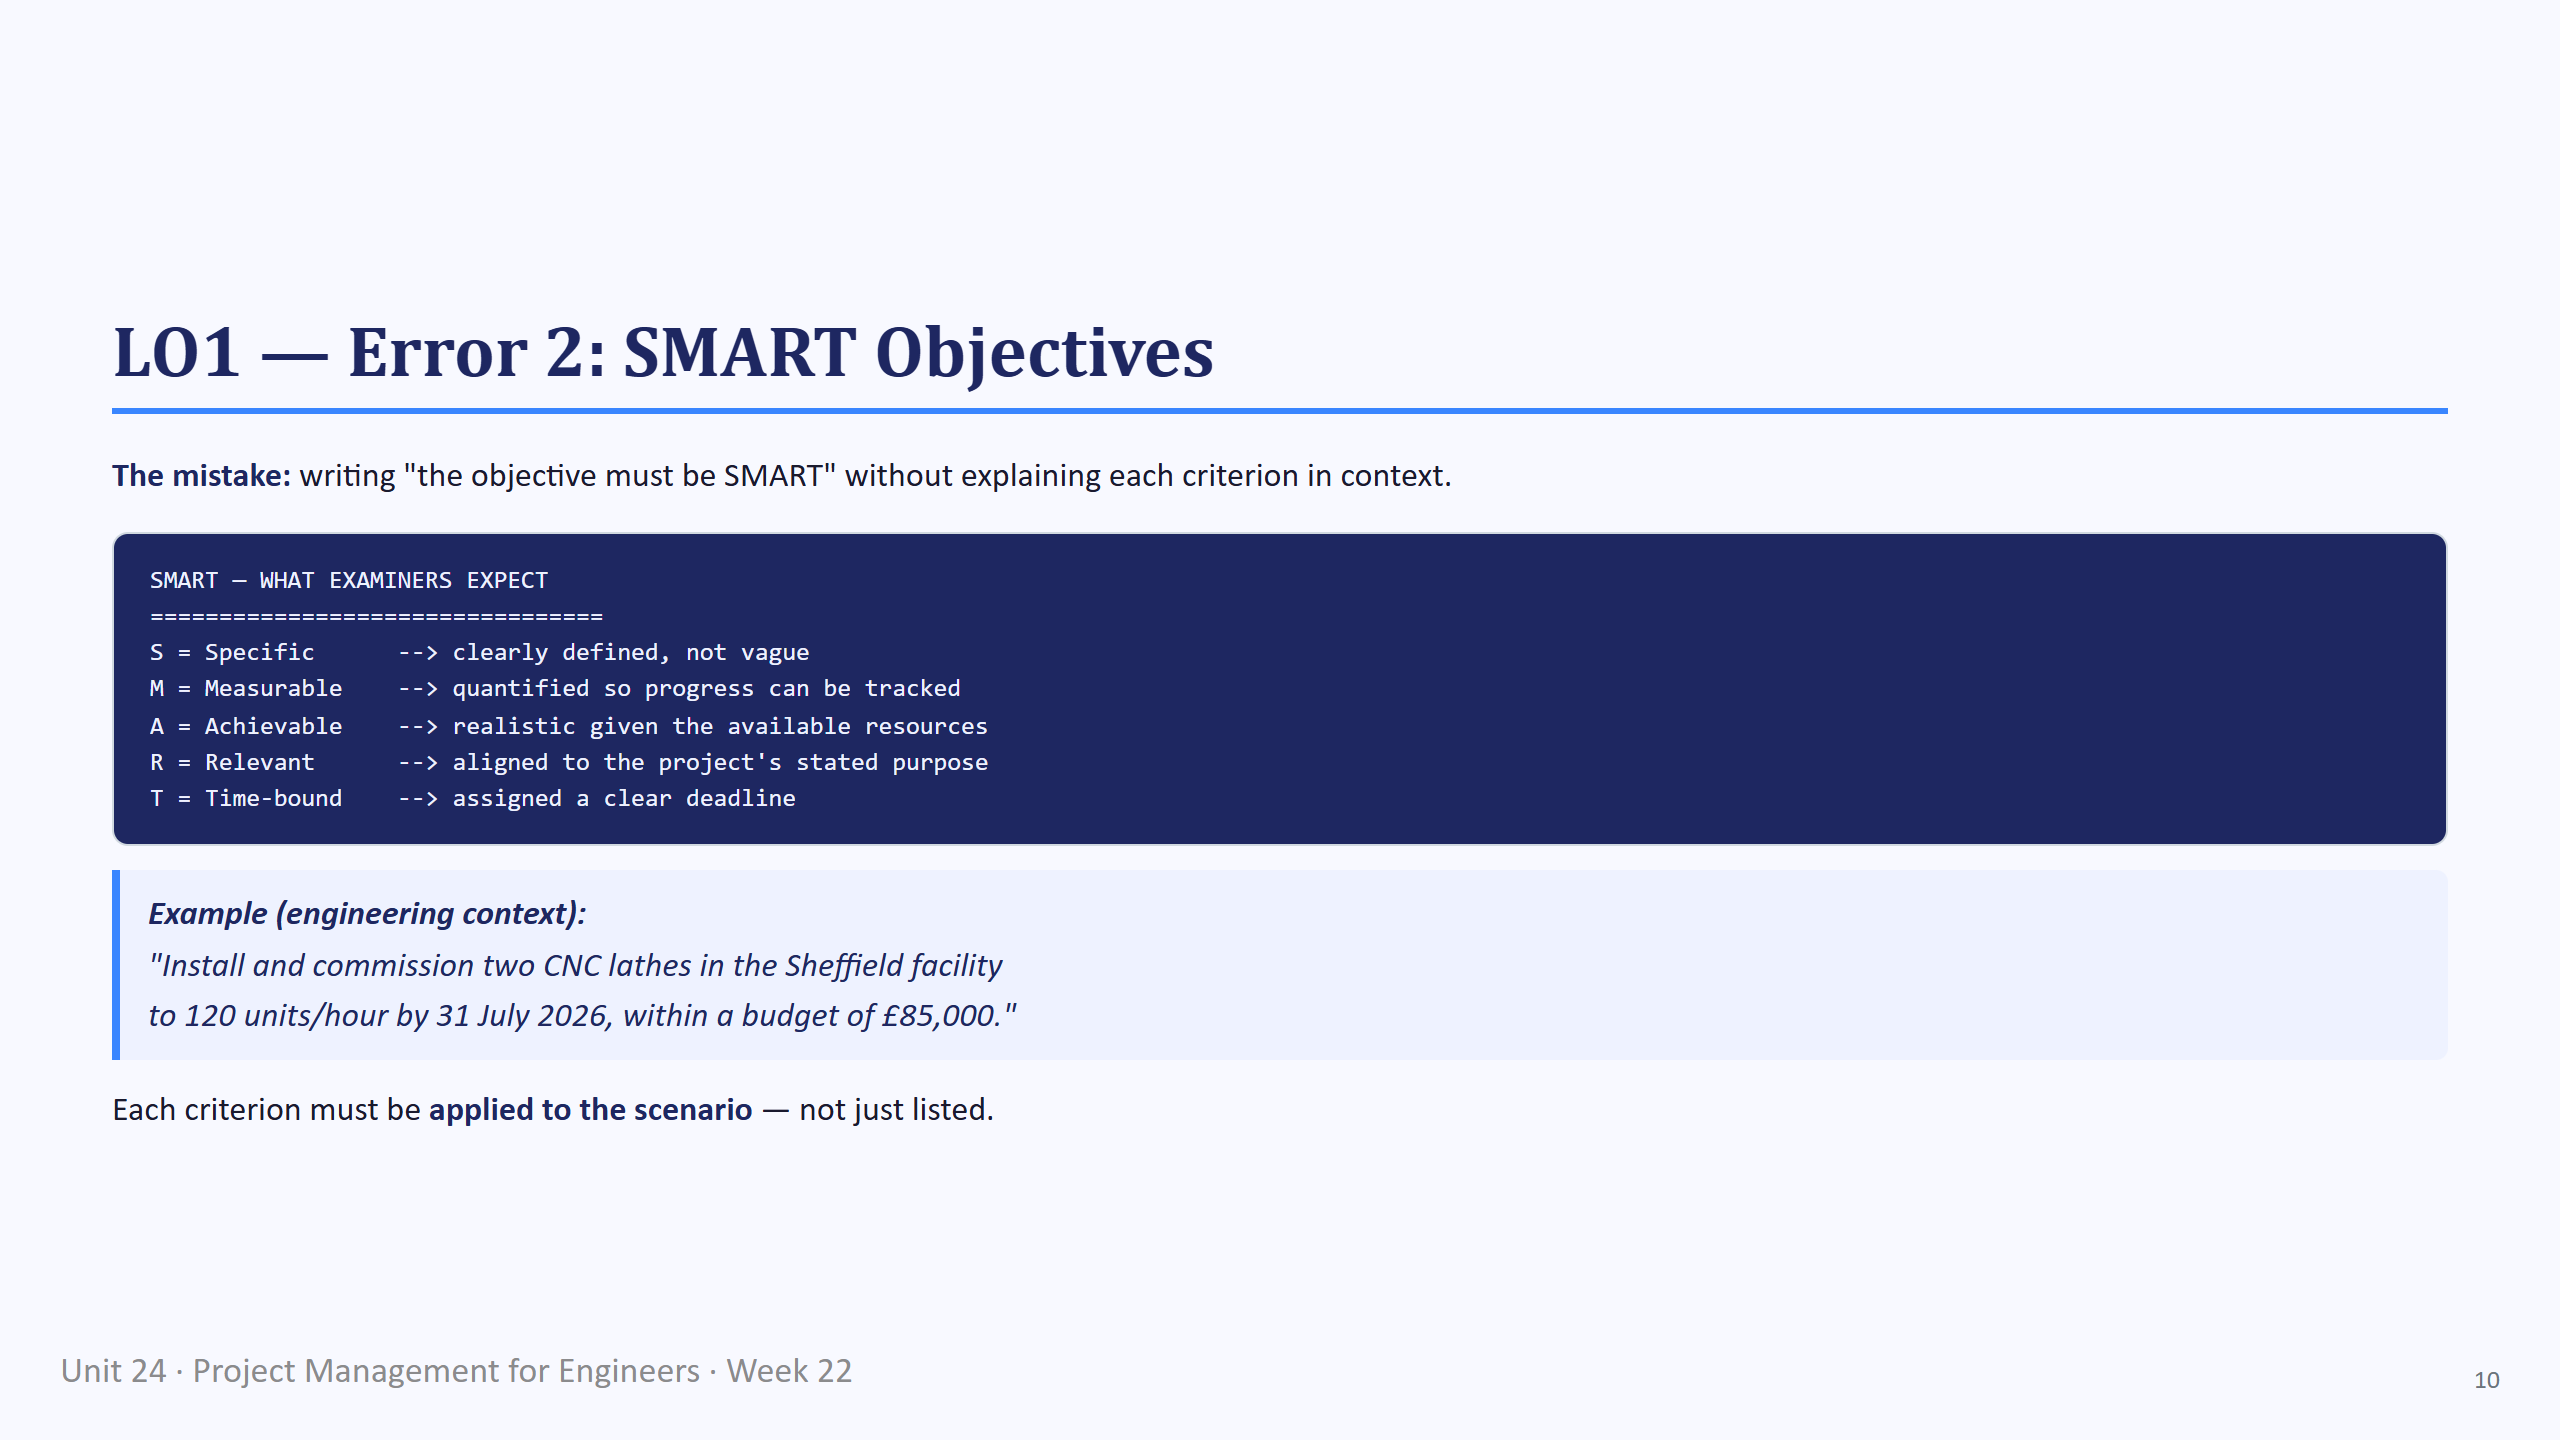 LO1 — Error 2: SMART Objectives
The mistake: writing "the objective must be SMART" without explaining each criterion in context.
SMART — WHAT EXAMINERS EXPECT
=================================
S = Specific      --> clearly defined, not vague
M = Measurable    --> quantified so progress can be tracked
A = Achievable    --> realistic given the available resources
R = Relevant      --> aligned to the project's stated purpose
T = Time-bound    --> assigned a clear deadline
Example (engineering context):
"Install and commission two CNC lathes in the Sheffield facility
to 120 units/hour by 31 July 2026, within a budget of £85,000."
Each criterion must be applied to the scenario — not just listed.
Unit 24 · Project Management for Engineers · Week 22
10